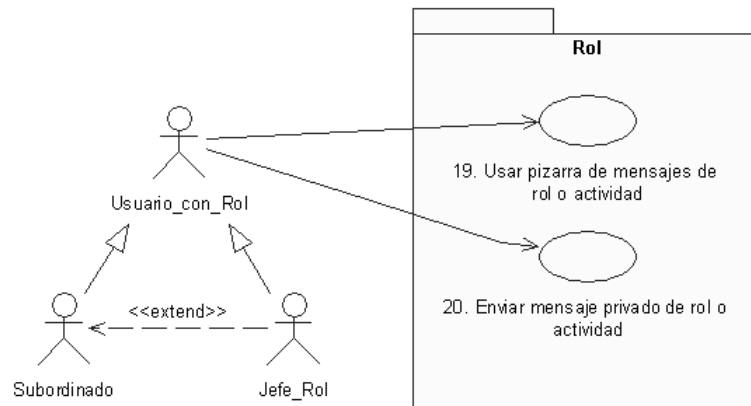 Rol
19. Usar pizarra de mensajes de
rol o actividad
Usuario_con_Rol
20. Enviar mensaje privado de rol o
actividad
<<extend>>
Subordinado
Jefe_Rol